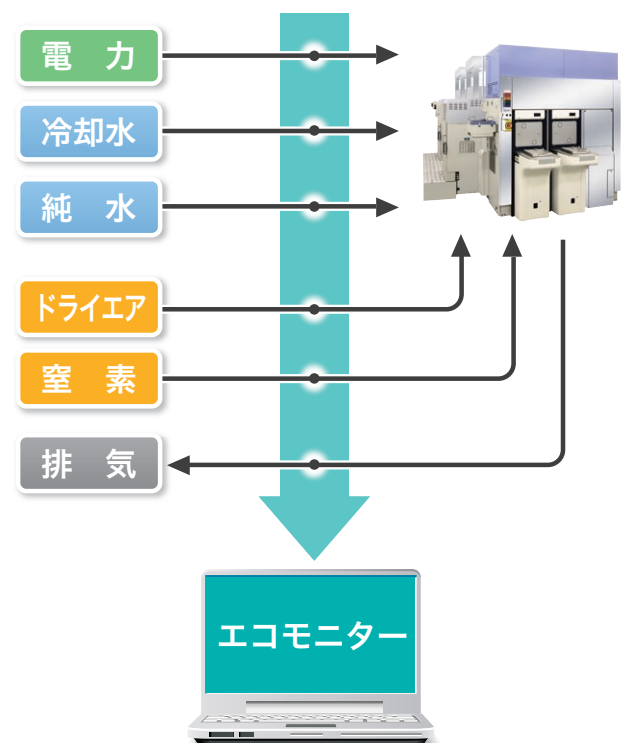 電 力
冷却水
純 水
ドライエア
窒 素
排 気
エコモニター